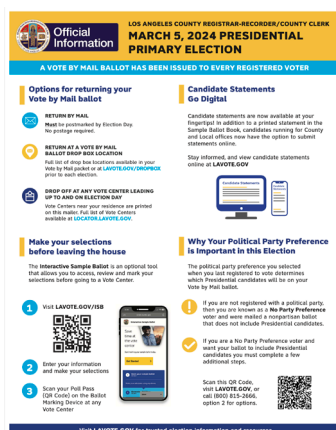 Official
Information
LOS ANGELES COUNTY REGISTRAR-RECORDER/COUNTY CLERK
MARCH 5, 2024 PRESIDENTIAL
PRIMARY ELECTION
A VOTE BY MAIL BALLOT HAS BEEN ISSUED TO EVERY REGISTERED VOTER
Options for returning your
Vote by Mail ballot
RETURN BY MAIL
Must be postmarked by Election Day.
No postage required.
RETURN AT A VOTE BY MAIL
BALLOT DROP BOX LOCATION
Full list of drop box locations available in your
Vote by Mail packet or at LAVOTE.GOV/DROPBOX
prior to each election.
DROP OFF AT ANY VOTE CENTER LEADING
UP TO AND ON ELECTION DAY
Vote Centers near your residence are printed
on this mailer. Full list of Vote Centers
available at LOCATOR.LAVOTE.GOV.
Candidate Statements
Go Digital
Candidate statements are now available at your
fingertips! In addition to a printed statement in the
Sample Ballot Book, candidates running for County
and Local offices now have the option to submit
statements online.
Stay informed, and view candidate statements
online at LAVOTE.GOV
Candidate Statements
Make your selections
before leaving the house
The Interactive Sample Ballot is an optional tool
that allows you to access, review and mark your
selections before going to a Vote Center.
1 Visit LAVOTE.GOV/ISB
2 Enter your information
and make your selections
3 Scan your Poll Pass
(QR Code) on the Ballot
Marking Device at any
Vote Center
Why Your Political Party Preference
is Important in this Election
The political party preference you selected
when you last registered to vote determines
which Presidential candidates will be on your
Vote by Mail ballot.
If you are not registered with a political party,
then you are known as a No Party Preference
voter and were mailed a nonpartisan ballot
that does not include Presidential candidates.
If you are a No Party Preference voter and
want your ballot to include Presidential
candidates you must complete a few
additional steps.
Scan this QR Code,
visit LAVOTE.GOV, or
call (800) 815-2666,
option 2 for options.
Visit LAVOTE.GOV for trusted election information and resources